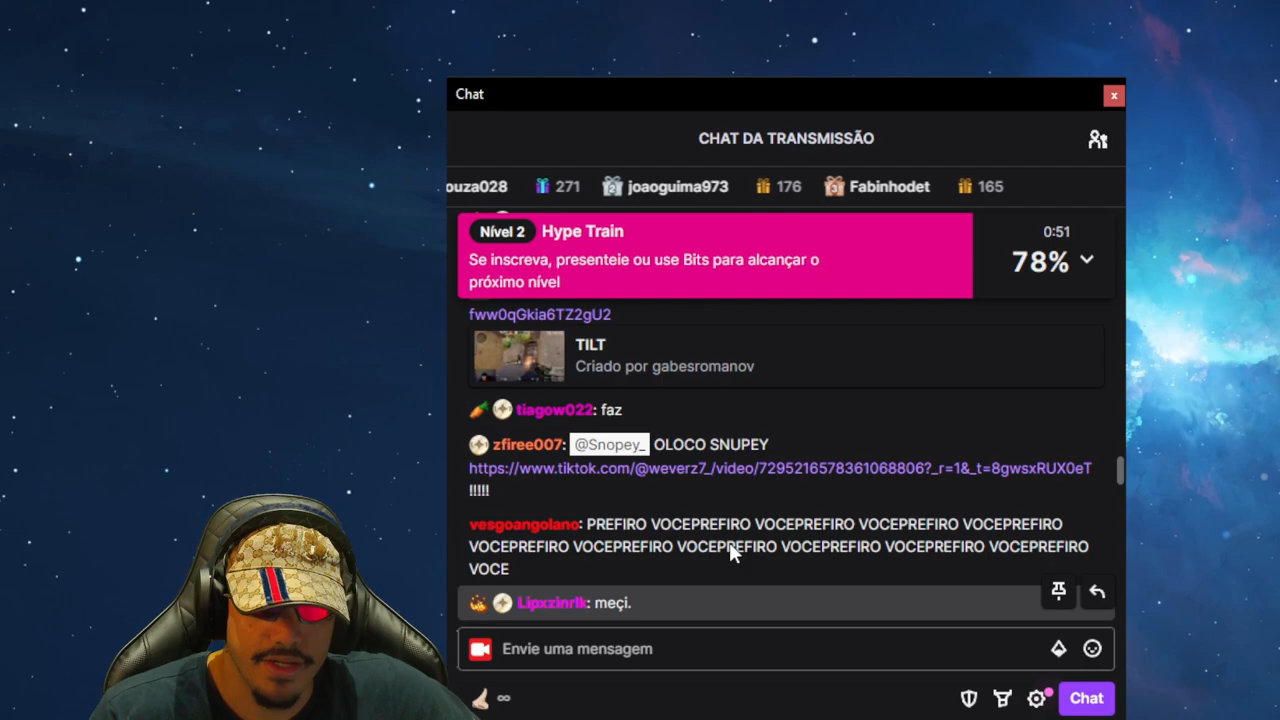 Chat
x
CHAT DA TRANSMISSÃO
ouza028 271 2 joaoguima973 176 3 Fabinhodet 165
Nível 2 Hype Train 0:51
Se inscreva, presenteie ou use Bits para alcançar o
próximo nível
78%
fww0qGkia6TZ2gU2
TILT
Criado por gabesromanov
tiagow022: faz
zfiree007: @Snopey_ OLOCO SNUPEY
https://www.tiktok.com/@weverz7_/video/7295216578361068806?_r=1&_t=8gwsxRUX0eT
!!!!!
vesgoangolano: PREFIRO VOCEPREFIRO VOCEPREFIRO VOCEPREFIRO VOCEPREFIRO
VOCEPREFIRO VOCEPREFIRO VOCEPREFIRO VOCEPREFIRO VOCEPREFIRO VOCEPREFIRO
VOCE
Lipxzinrlk: meçi.
Envie uma mensagem
∞
Chat